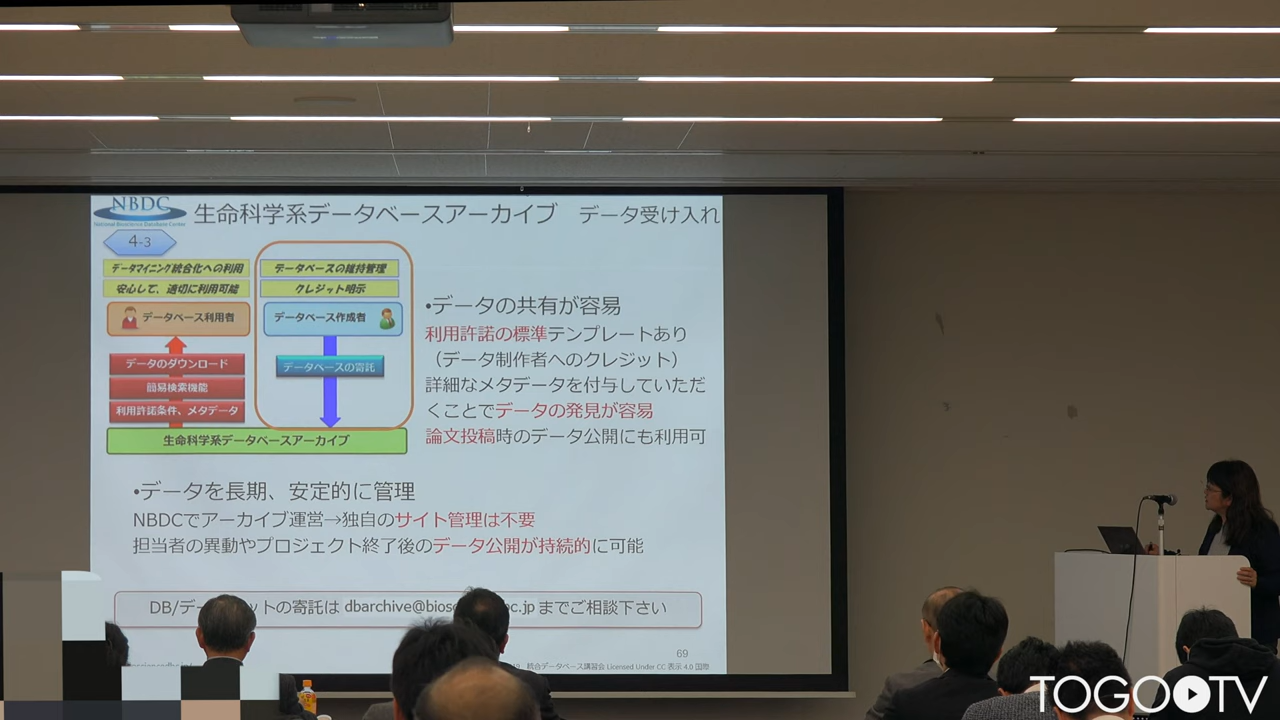 NBDC
National Bioscience Database Center
生命科学系データベースアーカイブ データ受け入れ
4-3
データマイニング統合化への利用
安心して、適切に利用可能
データベース利用者
データのダウンロード
簡易検索機能
利用許諾条件、メタデータ
データベースの維持管理
クレジット明示
データベース作成者
データベースの寄託
生命科学系データベースアーカイブ
•データの共有が容易
利用許諾の標準テンプレートあり
(データ制作者へのクレジット)
詳細なメタデータを付与していただ
くことでデータの発見が容易
論文投稿時のデータ公開にも利用可
•データを長期、安定的に管理
NBDCでアーカイブ運営→独自のサイト管理は不要
担当者の異動やプロジェクト終了後のデータ公開が持続的に可能
DB/デー ットの寄託は dbarchive@biosc c.jp までご相談下さい
69
統合データベース講習会 Licensed Under CC 表示 4.0 国際
TOGOTV